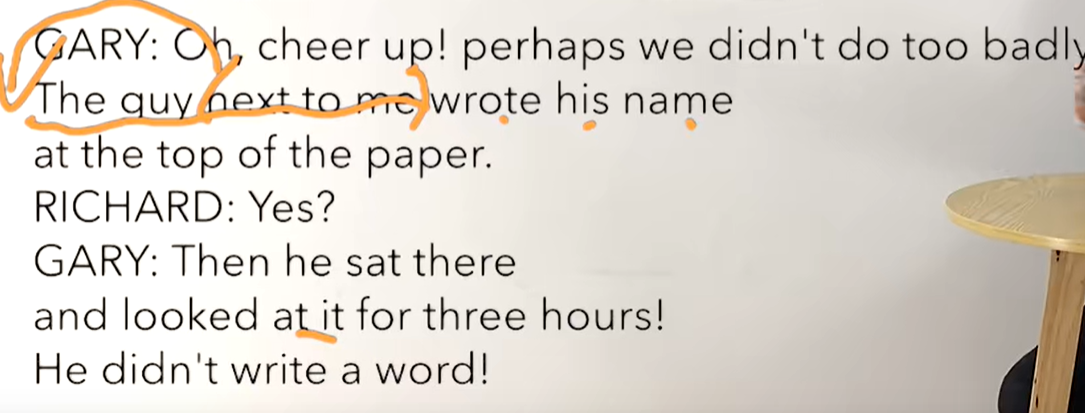 GARY: Oh, cheer up! perhaps we didn't do too badly
The guy next to me wrote his name
at the top of the paper.
RICHARD: Yes?
GARY: Then he sat there
and looked at it for three hours!
He didn't write a word!